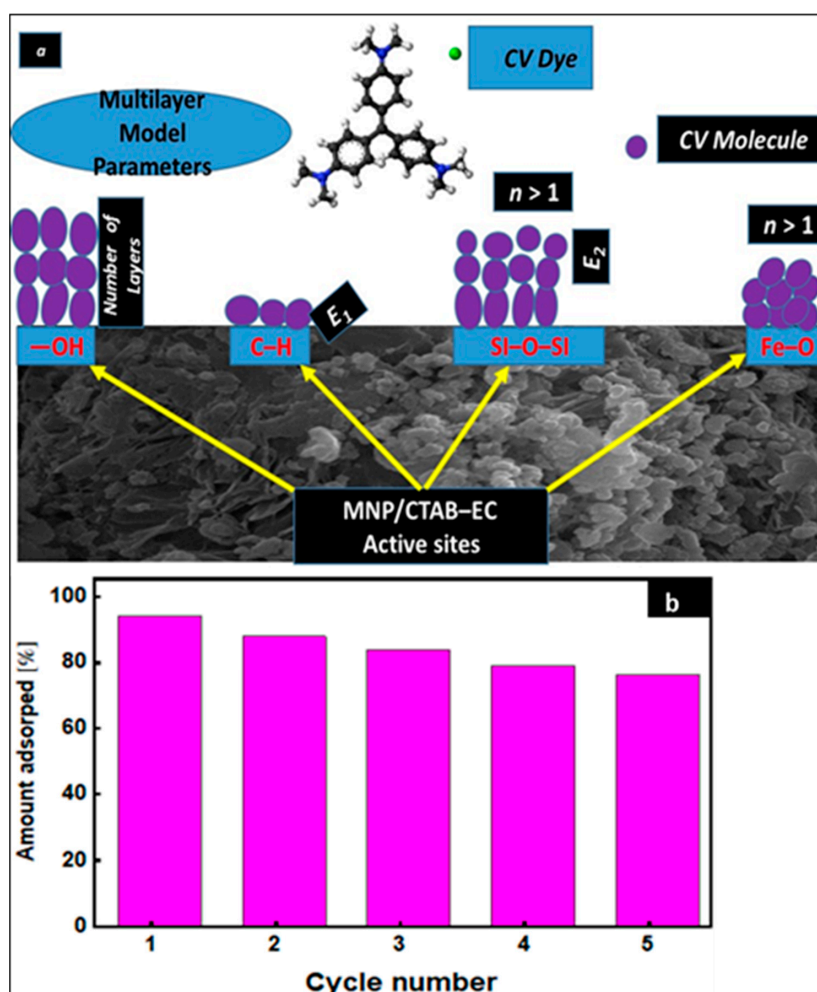 a
CV Dye
Multilayer
Model
Parameters
CV Molecule
n > 1
n > 1
Number of
Layers
E₁
E₂
—OH
C–H
SI–O–SI
Fe–O
MNP/CTAB–EC
Active sites
b
Amount adsorped [%]
100
80
60
40
20
0
1
2
3
4
5
Cycle number